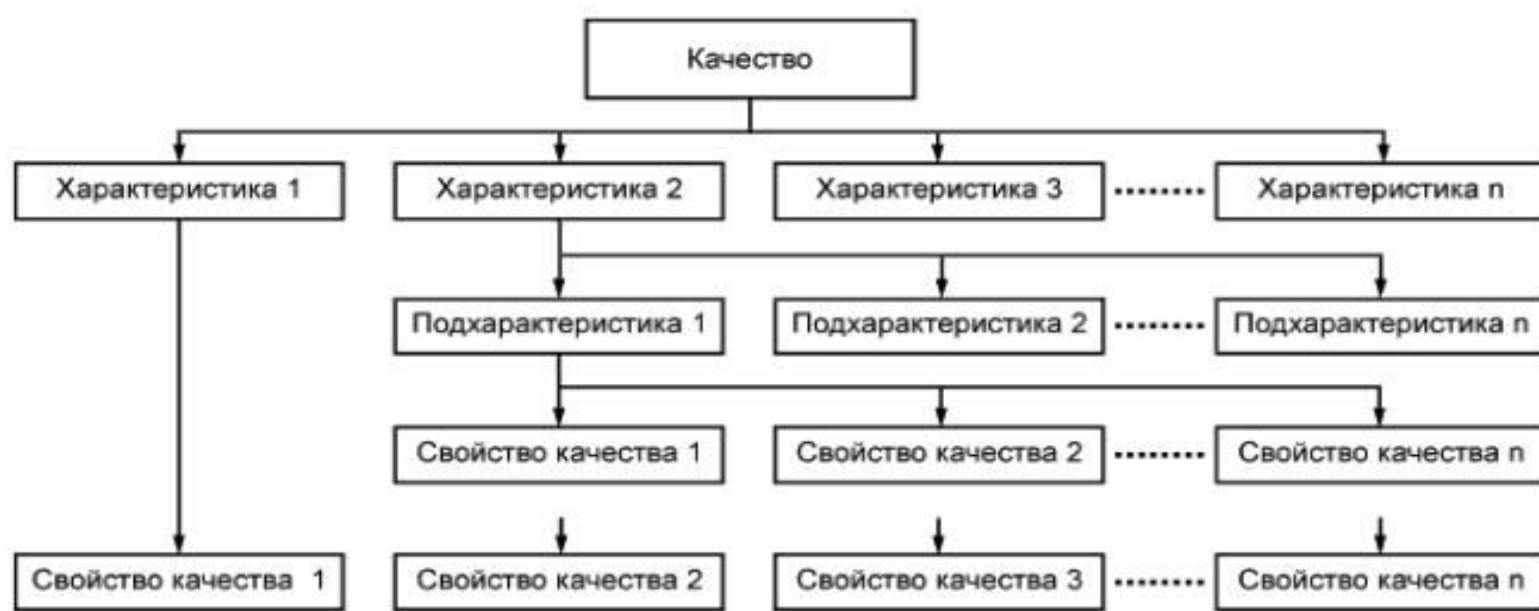 Качество
Характеристика 1
Характеристика 2
Характеристика 3
Характеристика n
Подхарактеристика 1
Подхарактеристика 2
Подхарактеристика n
Свойство качества 1
Свойство качества 2
Свойство качества n
Свойство качества 1
Свойство качества 2
Свойство качества 3
Свойство качества n